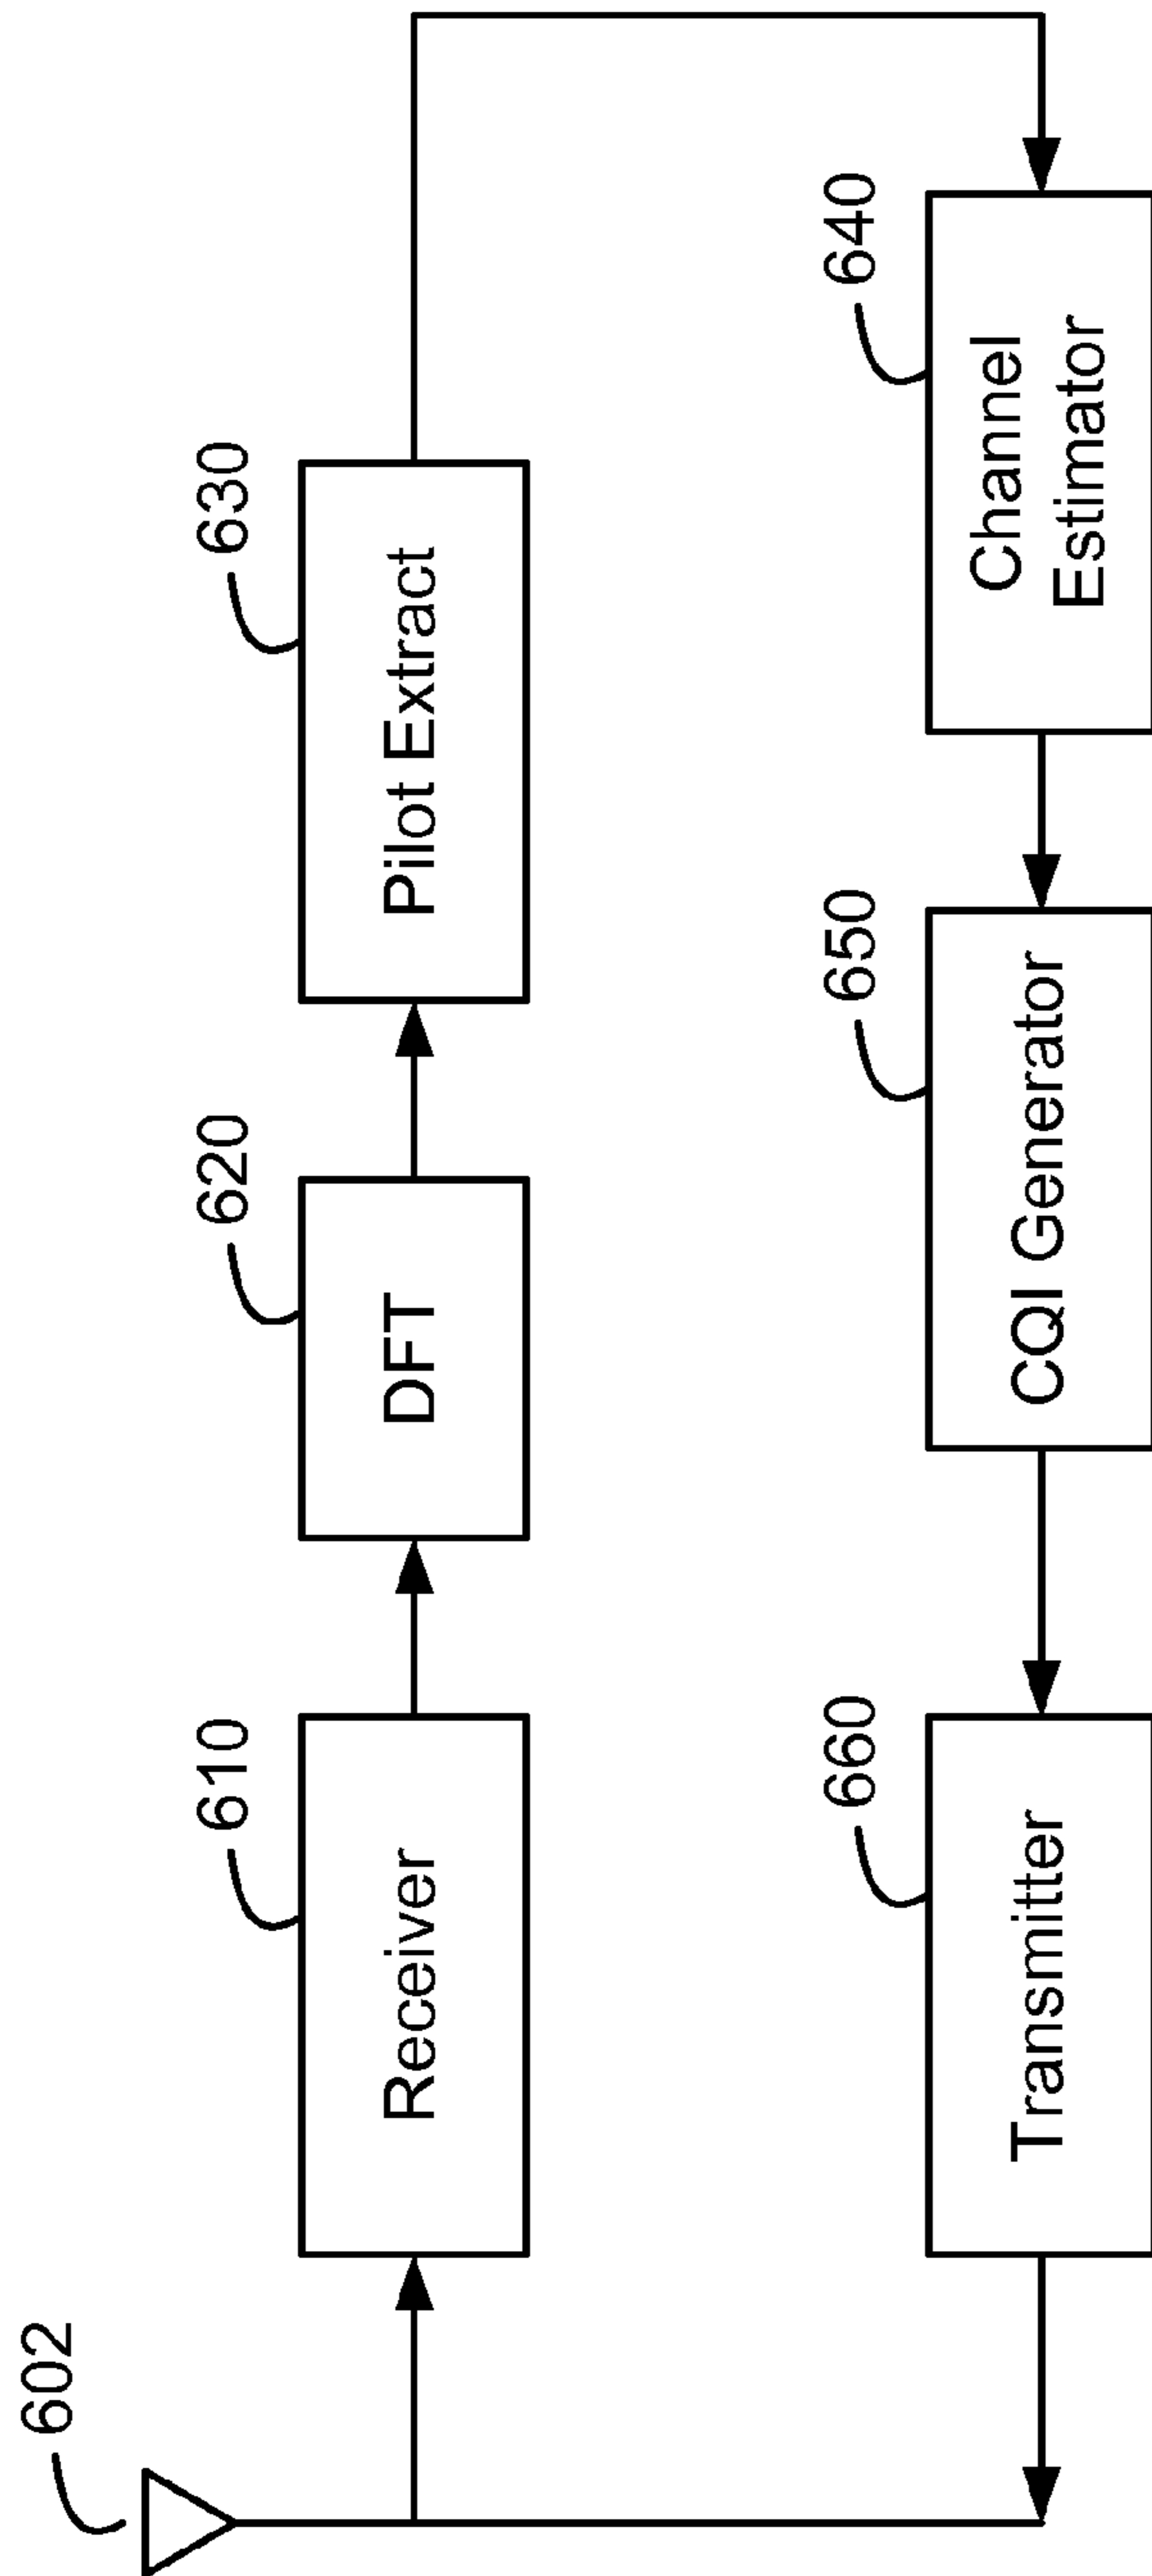 602
610
Receiver
620
DFT
630
Pilot Extract
640
Channel
Estimator
650
CQI Generator
660
Transmitter